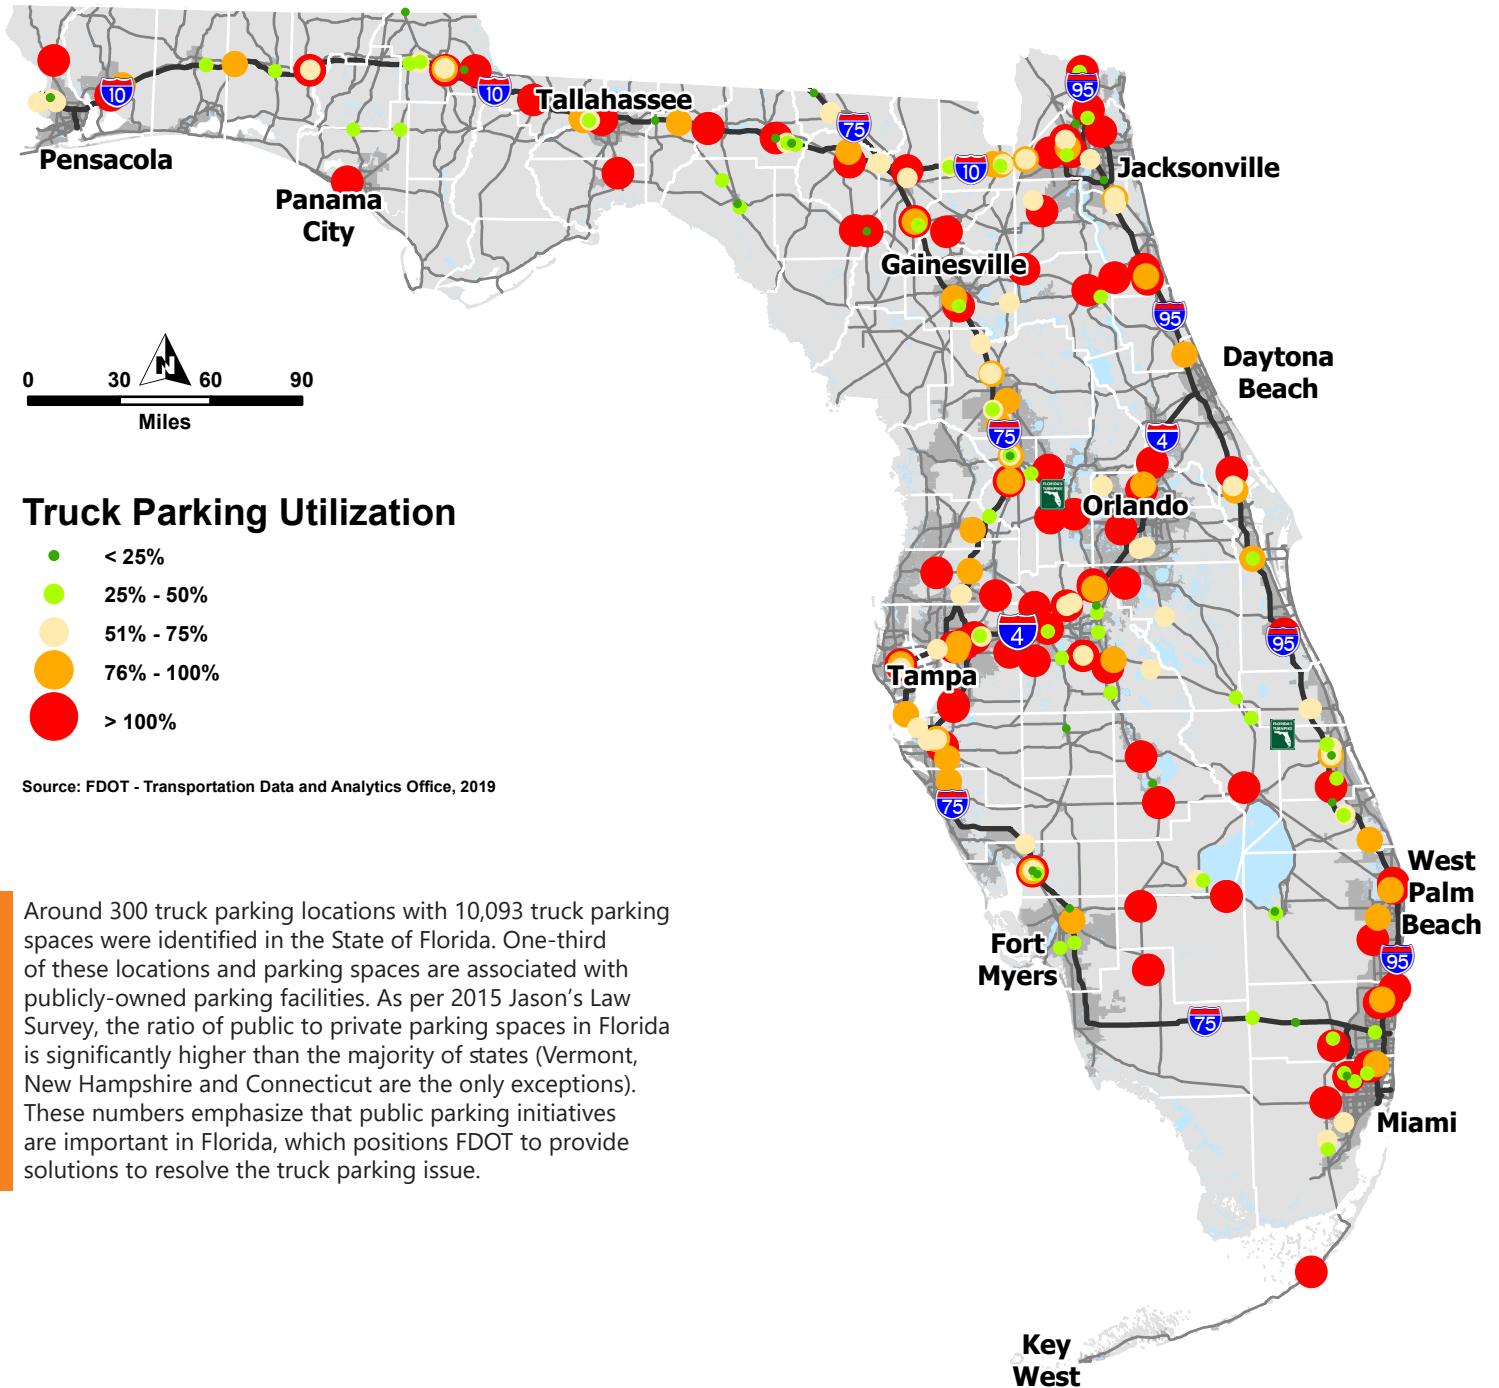 10
10
Tallahassee
75
95
Pensacola
10
Jacksonville
Panama
City
Gainesville
95
N
0 30 60 90
Miles
Daytona
Beach
75
4
FLORIDA'S
TURNPIKE
Orlando
Truck Parking Utilization
< 25%
25% - 50%
51% - 75%
76% - 100%
> 100%
4
95
Tampa
FLORIDA'S
TURNPIKE
Source: FDOT - Transportation Data and Analytics Office, 2019
75
West
Palm
Beach
Around 300 truck parking locations with 10,093 truck parking
spaces were identified in the State of Florida. One-third
of these locations and parking spaces are associated with
publicly-owned parking facilities. As per 2015 Jason’s Law
Survey, the ratio of public to private parking spaces in Florida
is significantly higher than the majority of states (Vermont,
New Hampshire and Connecticut are the only exceptions).
These numbers emphasize that public parking initiatives
are important in Florida, which positions FDOT to provide
solutions to resolve the truck parking issue.
Fort
Myers
95
75
Miami
Key
West